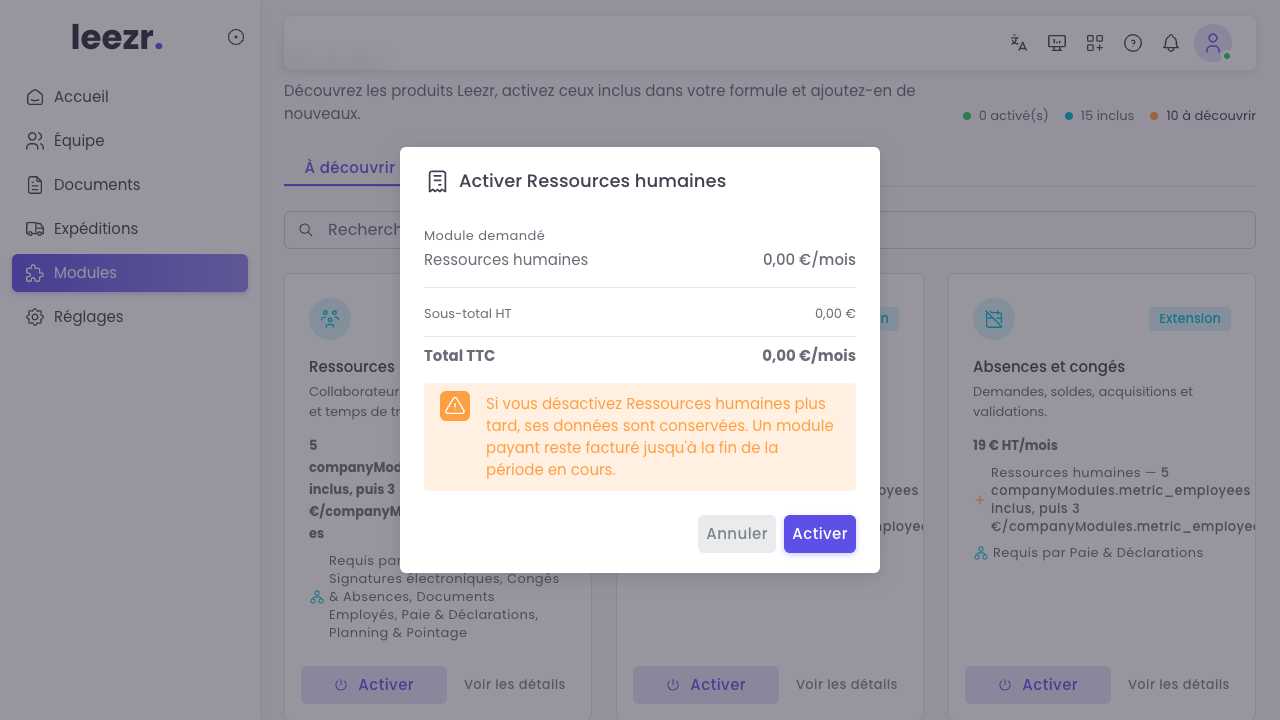 leezr.
Accueil
Équipe
Documents
Expéditions
Modules
Réglages
Découvrez les produits Leezr, activez ceux inclus dans votre formule et ajoutez-en de
nouveaux.
0 activé(s)
15 inclus
10 à découvrir
À découvrir
Recherch
Activer Ressources humaines
Module demandé
Ressources humaines
0,00 €/mois
Sous-total HT
0,00 €
Total TTC
0,00 €/mois
Si vous désactivez Ressources humaines plus
tard, ses données sont conservées. Un module
payant reste facturé jusqu'à la fin de la
période en cours.
Annuler
Activer
Ressources
Collaborateur
et temps de tr
5
companyMod
inclus, puis 3
€/companyM
es
Requis par
Signatures électroniques, Congés
& Absences, Documents
Employés, Paie & Déclarations,
Planning & Pointage
Activer
Voir les détails
Activer
Voir les détails
Extension
Absences et congés
Demandes, soldes, acquisitions et
validations.
19 € HT/mois
Ressources humaines — 5
companyModules.metric_employees
inclus, puis 3
€/companyModules.metric_employee
Requis par Paie & Déclarations
Activer
Voir les détails